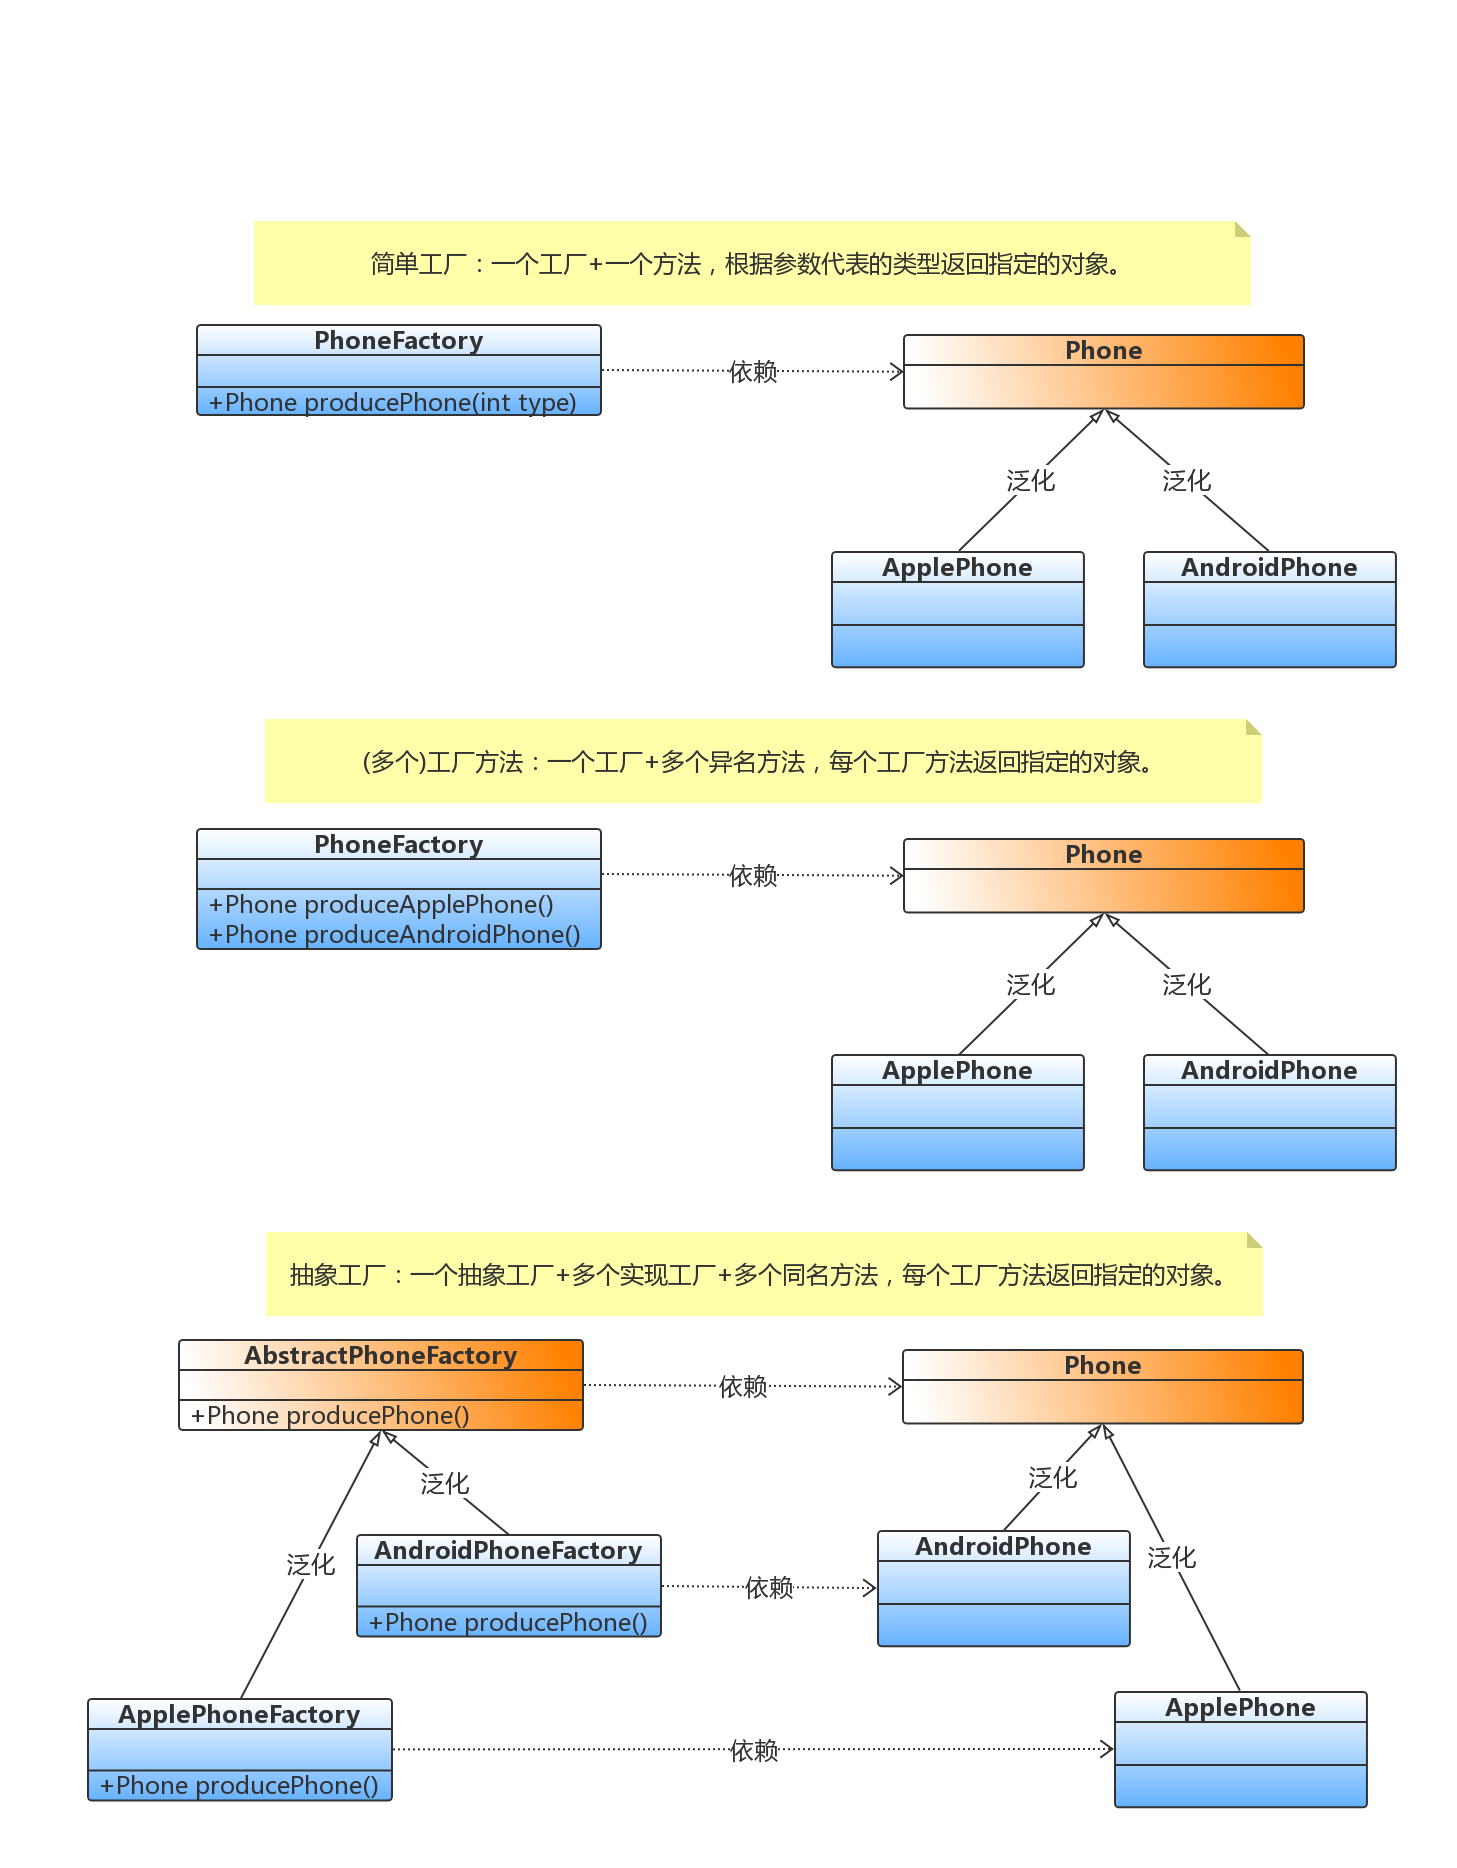 简单工厂：一个工厂+一个方法，根据参数代表的类型返回指定的对象。
PhoneFactory
+Phone producePhone(int type)
依赖
Phone
泛化
泛化
ApplePhone
AndroidPhone
(多个)工厂方法：一个工厂+多个异名方法，每个工厂方法返回指定的对象。
PhoneFactory
+Phone produceApplePhone()
+Phone produceAndroidPhone()
依赖
Phone
泛化
泛化
ApplePhone
AndroidPhone
抽象工厂：一个抽象工厂+多个实现工厂+多个同名方法，每个工厂方法返回指定的对象。
AbstractPhoneFactory
+Phone producePhone()
依赖
Phone
泛化
泛化
泛化
泛化
AndroidPhoneFactory
+Phone producePhone()
依赖
AndroidPhone
ApplePhoneFactory
+Phone producePhone()
依赖
ApplePhone